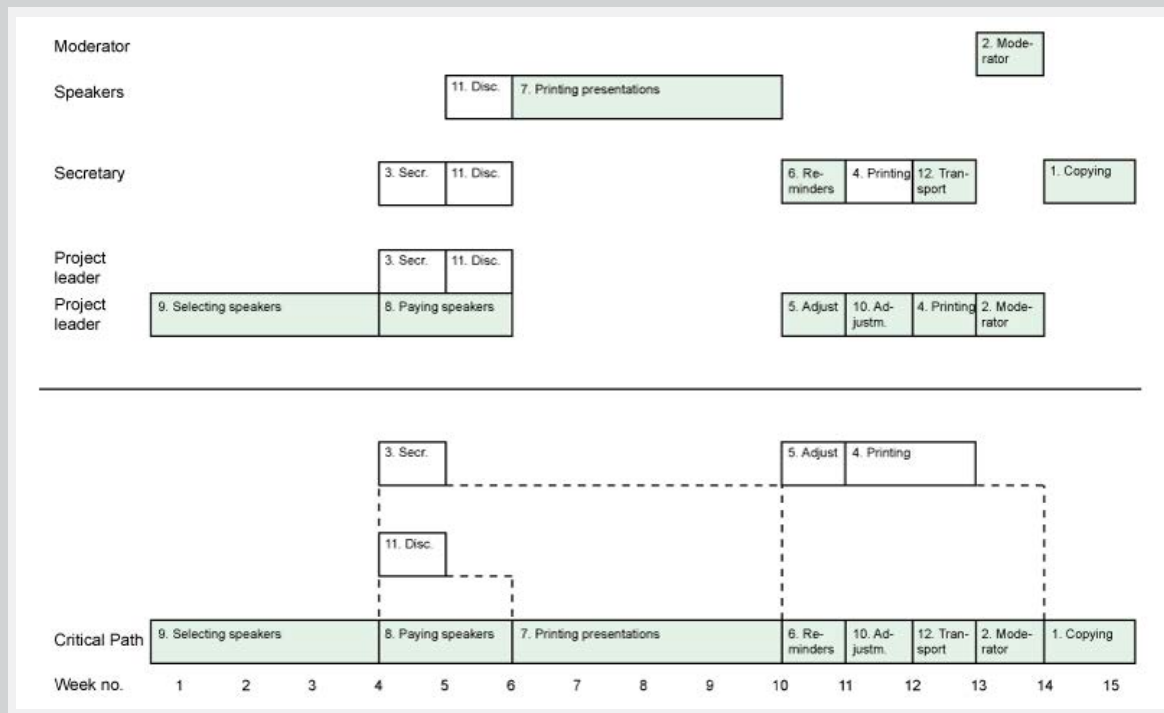 Moderator
2. Mode-
rator
Speakers
11. Disc.
7. Printing presentations
Secretary
3. Secr.
11. Disc.
6. Re-
minders
4. Printing
12. Tran-
sport
1. Copying
Project
leader
3. Secr.
11. Disc.
Project
leader
9. Selecting speakers
8. Paying speakers
5. Adjust
10. Ad-
justm.
4. Printing
2. Mode-
rator
3. Secr.
5. Adjust
4. Printing
11. Disc.
Critical Path
9. Selecting speakers
8. Paying speakers
7. Printing presentations
6. Re-
minders
10. Ad-
justm.
12. Tran-
sport
2. Mode-
rator
1. Copying
Week no. 1 2 3 4 5 6 7 8 9 10 11 12 13 14 15